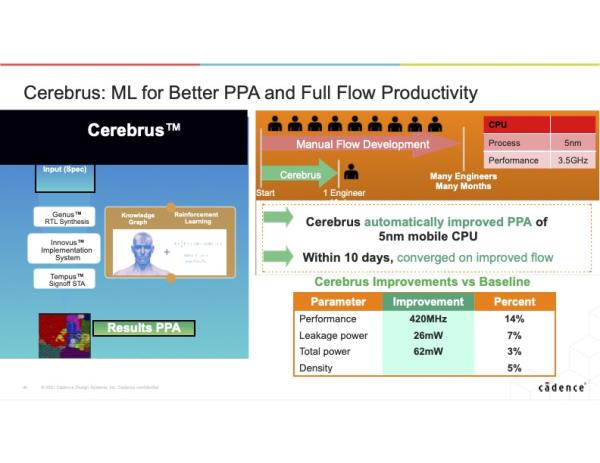 Cerebrus: ML for Better PPA and Full Flow Productivity
Cerebrus™
Input (Spec)
Genus™
RTL Synthesis
Innovus™
Implementation
System
Tempus™
Signoff STA
Knowladge
Graph
Reinforcement
Learning
+
Results PPA
Manual Flow Development
Cerebrus
Start
1 Engineer
Many Engineers
Many Months
CPU
Process 5nm
Performance 3.5GHz
Cerebrus automatically improved PPA of
5nm mobile CPU
Within 10 days, converged on improved flow
Cerebrus Improvements vs Baseline
Parameter Improvement Percent
Performance 420MHz 14%
Leakage power 26mW 7%
Total power 62mW 3%
Density 5%
© 2021 Cadence Design Systems, Inc. Cadence confidential
cādence®